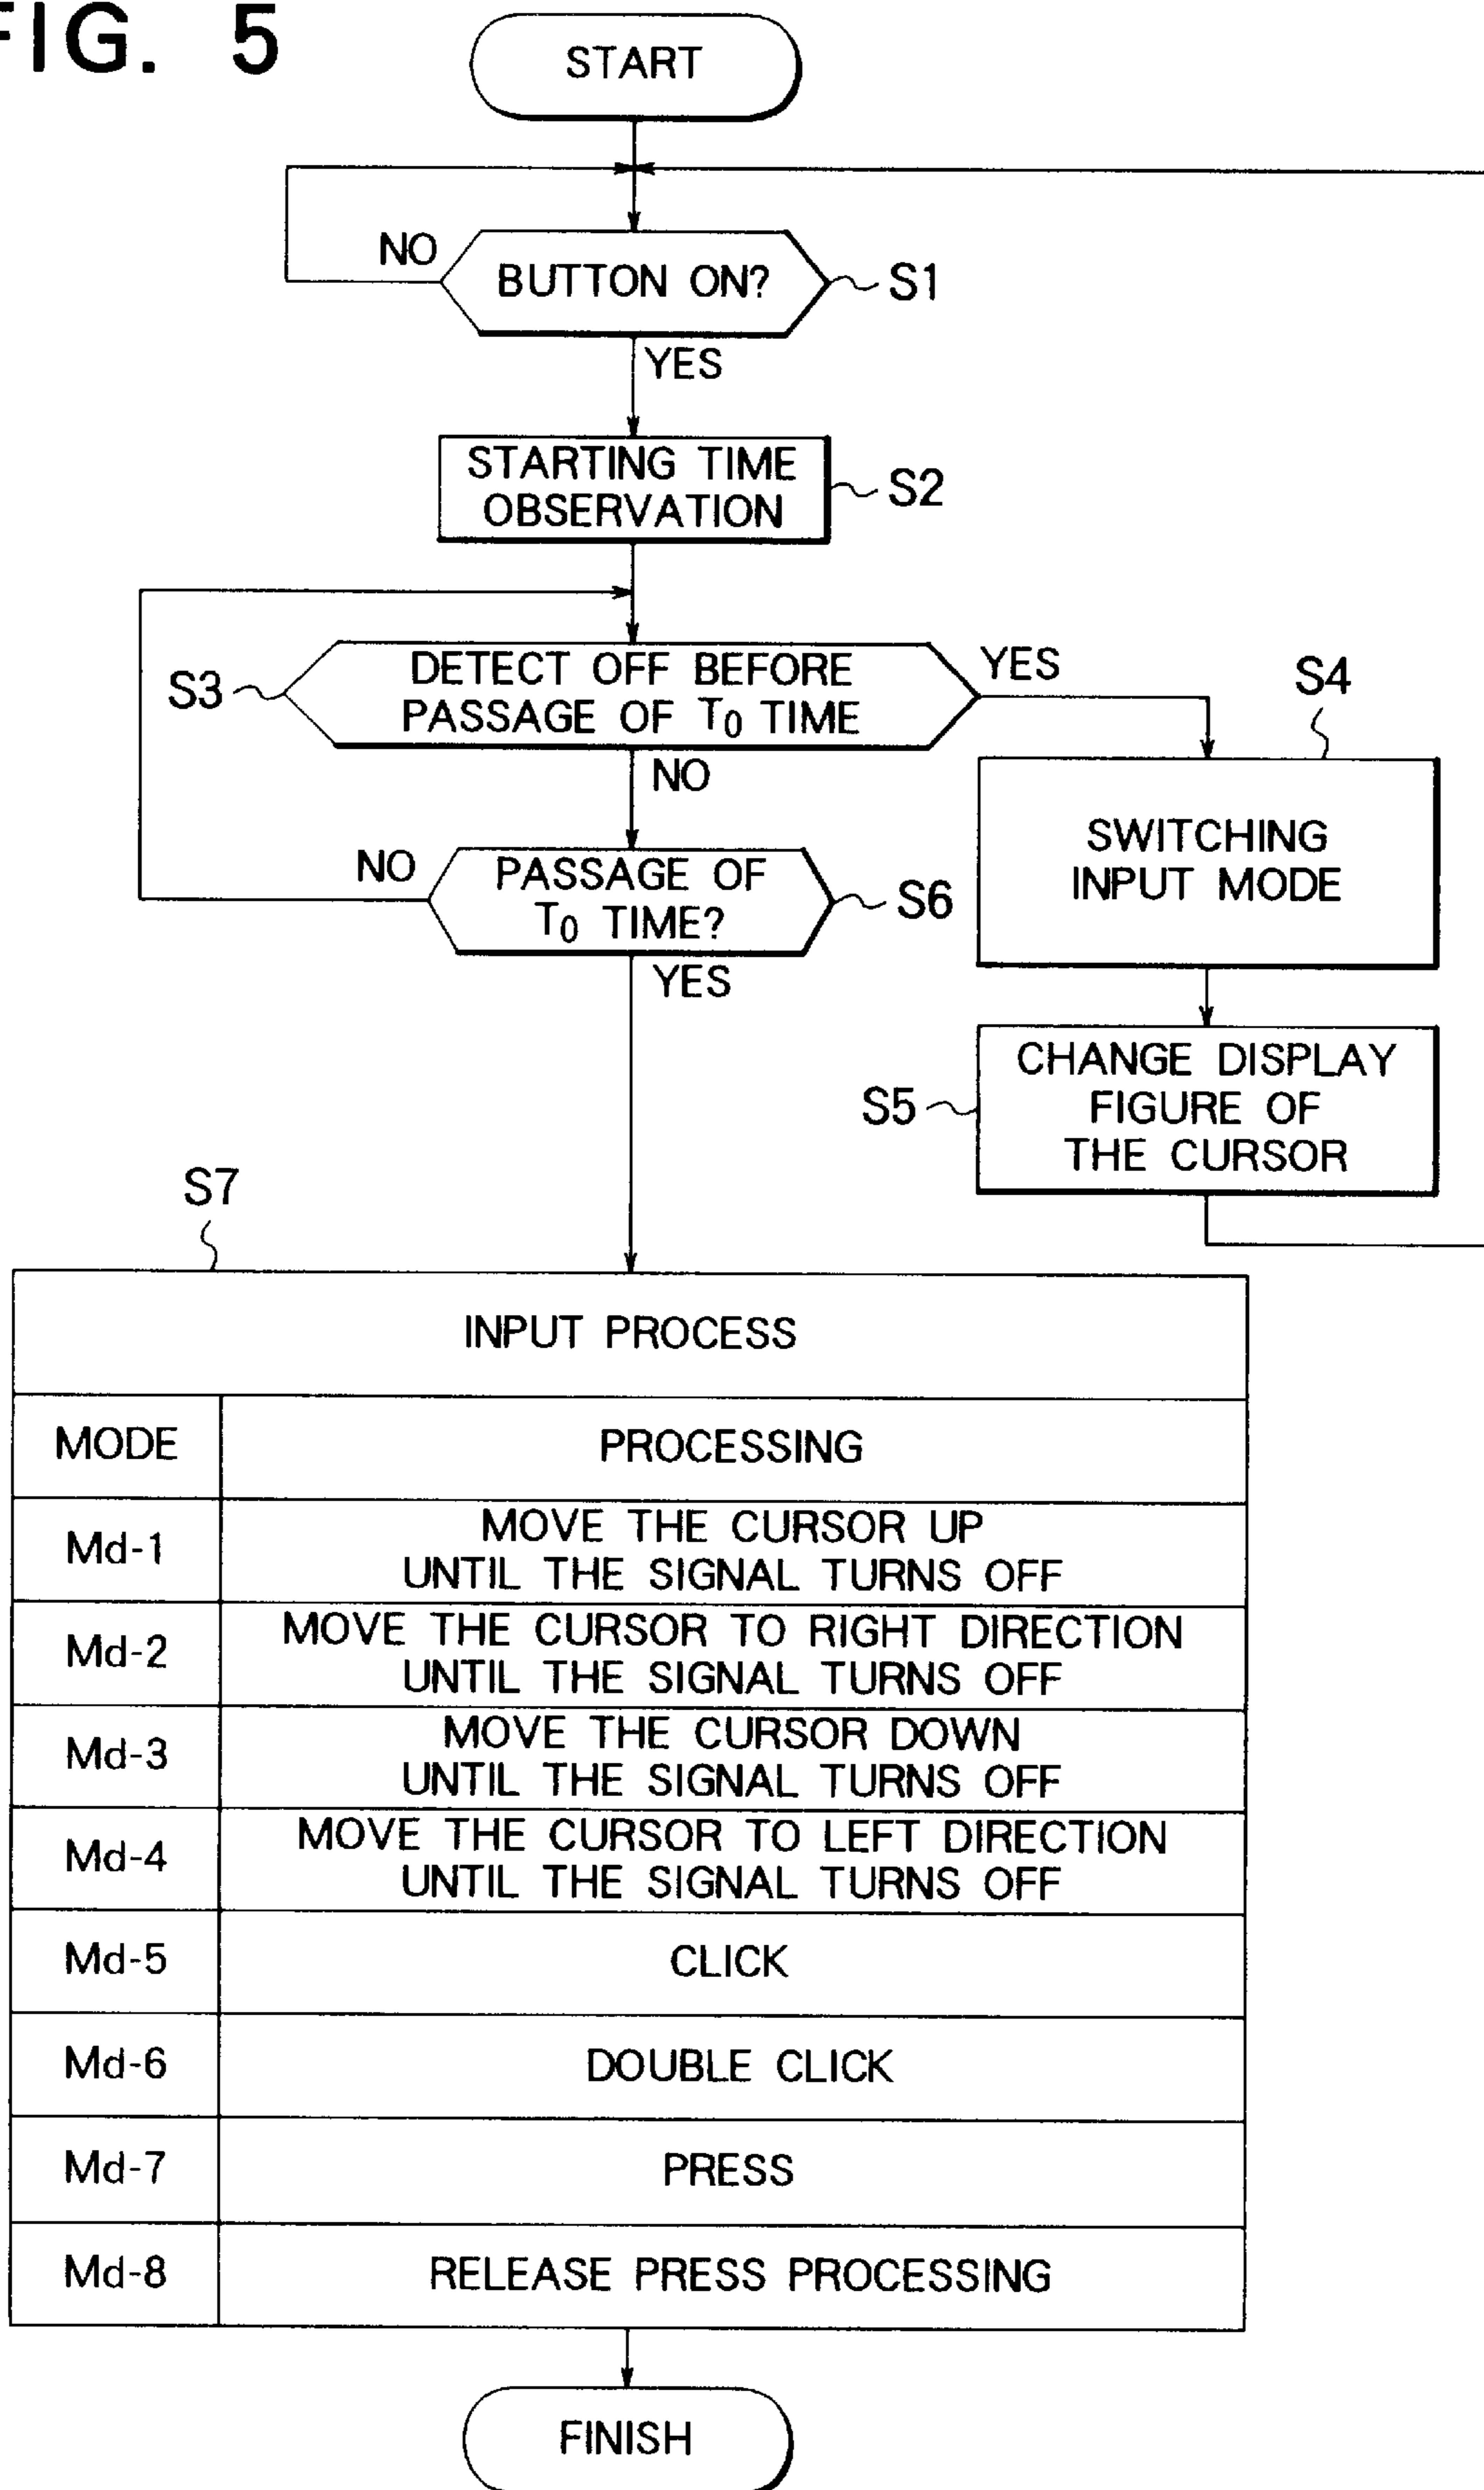 FIG. 5
START
NO
BUTTON ON?
S1
YES
STARTING TIME
OBSERVATION
S2
S3
DETECT OFF BEFORE
PASSAGE OF T0 TIME
YES
S4
NO
SWITCHING
INPUT MODE
NO
PASSAGE OF
T0 TIME?
S6
YES
S5
CHANGE DISPLAY
FIGURE OF
THE CURSOR
S7
INPUT PROCESS
MODE PROCESSING
Md-1 MOVE THE CURSOR UP
UNTIL THE SIGNAL TURNS OFF
Md-2 MOVE THE CURSOR TO RIGHT DIRECTION
UNTIL THE SIGNAL TURNS OFF
Md-3 MOVE THE CURSOR DOWN
UNTIL THE SIGNAL TURNS OFF
Md-4 MOVE THE CURSOR TO LEFT DIRECTION
UNTIL THE SIGNAL TURNS OFF
Md-5 CLICK
Md-6 DOUBLE CLICK
Md-7 PRESS
Md-8 RELEASE PRESS PROCESSING
FINISH